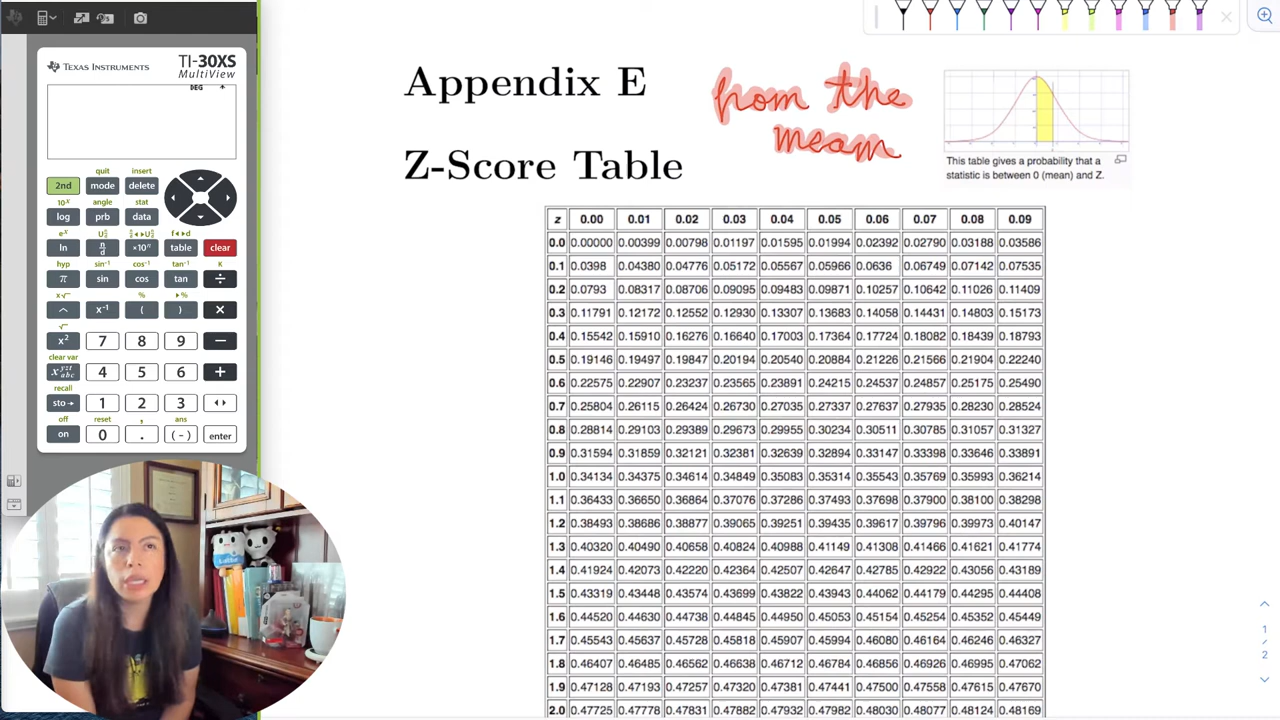 TEXAS INSTRUMENTS
TI-30XS
MultiView
DEG
quit insert
2nd mode delete
10ˣ angle stat
log prb data
eˣ
ln n/d ×10ⁿ table clear
hyp sin⁻¹ cos⁻¹ tan⁻¹ K
π sin cos tan ÷
x√ % ▶%
^ x⁻¹ ( ) ×
√
x² 7 8 9 −
clear var
x yzt abc 4 5 6 +
recall
sto→ 1 2 3
off reset , ans
on 0 . (−) enter
Appendix E
from the
mean
Z-Score Table
This table gives a probability that a
statistic is between 0 (mean) and Z.
z 0.00 0.01 0.02 0.03 0.04 0.05 0.06 0.07 0.08 0.09
0.0 0.00000 0.00399 0.00798 0.01197 0.01595 0.01994 0.02392 0.02790 0.03188 0.03586
0.1 0.0398 0.04380 0.04776 0.05172 0.05567 0.05966 0.0636 0.06749 0.07142 0.07535
0.2 0.0793 0.08317 0.08706 0.09095 0.09483 0.09871 0.10257 0.10642 0.11026 0.11409
0.3 0.11791 0.12172 0.12552 0.12930 0.13307 0.13683 0.14058 0.14431 0.14803 0.15173
0.4 0.15542 0.15910 0.16276 0.16640 0.17003 0.17364 0.17724 0.18082 0.18439 0.18793
0.5 0.19146 0.19497 0.19847 0.20194 0.20540 0.20884 0.21226 0.21566 0.21904 0.22240
0.6 0.22575 0.22907 0.23237 0.23565 0.23891 0.24215 0.24537 0.24857 0.25175 0.25490
0.7 0.25804 0.26115 0.26424 0.26730 0.27035 0.27337 0.27637 0.27935 0.28230 0.28524
0.8 0.28814 0.29103 0.29389 0.29673 0.29955 0.30234 0.30511 0.30785 0.31057 0.31327
0.9 0.31594 0.31859 0.32121 0.32381 0.32639 0.32894 0.33147 0.33398 0.33646 0.33891
1.0 0.34134 0.34375 0.34614 0.34849 0.35083 0.35314 0.35543 0.35769 0.35993 0.36214
1.1 0.36433 0.36650 0.36864 0.37076 0.37286 0.37493 0.37698 0.37900 0.38100 0.38298
1.2 0.38493 0.38686 0.38877 0.39065 0.39251 0.39435 0.39617 0.39796 0.39973 0.40147
1.3 0.40320 0.40490 0.40658 0.40824 0.40988 0.41149 0.41308 0.41466 0.41621 0.41774
1.4 0.41924 0.42073 0.42220 0.42364 0.42507 0.42647 0.42785 0.42922 0.43056 0.43189
1.5 0.43319 0.43448 0.43574 0.43699 0.43822 0.43943 0.44062 0.44179 0.44295 0.44408
1.6 0.44520 0.44630 0.44738 0.44845 0.44950 0.45053 0.45154 0.45254 0.45352 0.45449
1.7 0.45543 0.45637 0.45728 0.45818 0.45907 0.45994 0.46080 0.46164 0.46246 0.46327
1.8 0.46407 0.46485 0.46562 0.46638 0.46712 0.46784 0.46856 0.46926 0.46995 0.47062
1.9 0.47128 0.47193 0.47257 0.47320 0.47381 0.47441 0.47500 0.47558 0.47615 0.47670
2.0 0.47725 0.47778 0.47831 0.47882 0.47932 0.47982 0.48030 0.48077 0.48124 0.48169
1
/
2